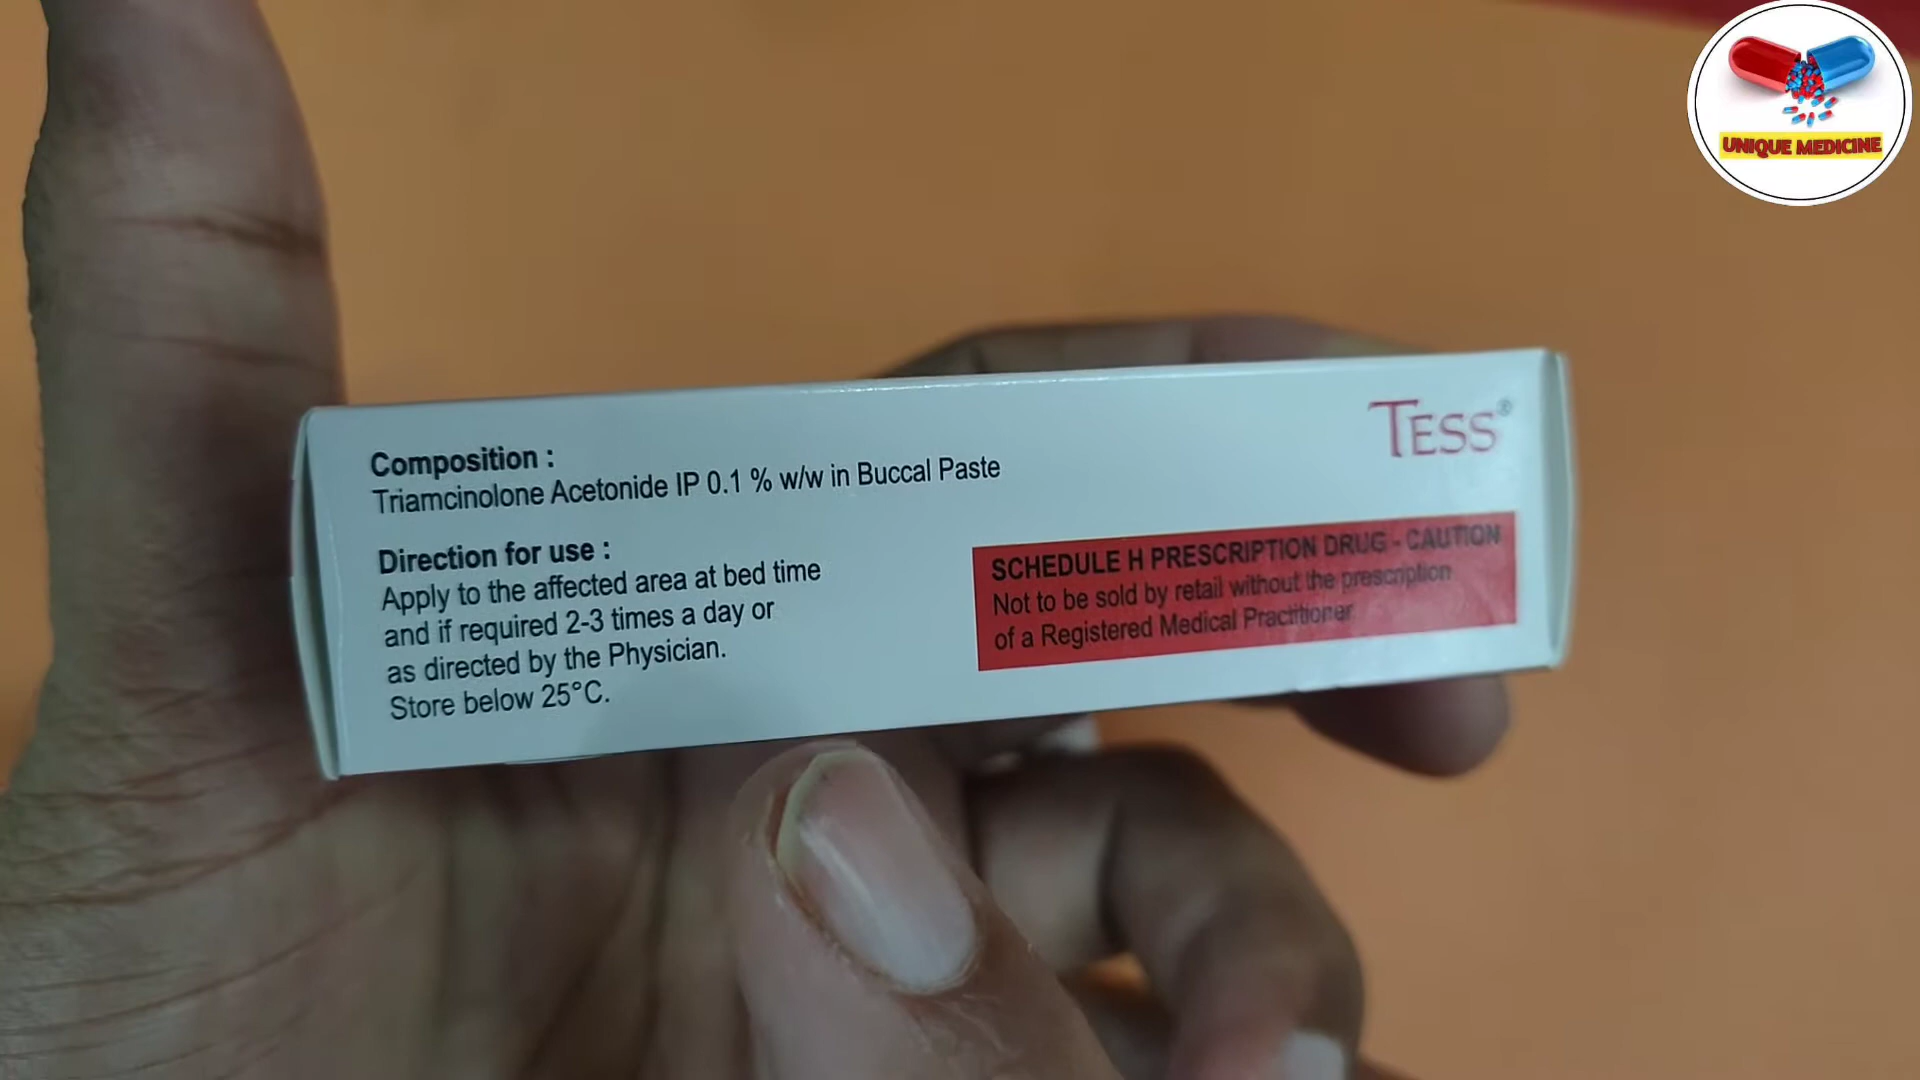 UNIQUE MEDICINE
TESS®
Composition :
Triamcinolone Acetonide IP 0.1 % w/w in Buccal Paste
Direction for use :
Apply to the affected area at bed time
and if required 2-3 times a day or
as directed by the Physician.
Store below 25°C.
SCHEDULE H PRESCRIPTION DRUG - CAUTION
Not to be sold by retail without the prescription
of a Registered Medical Practitioner.